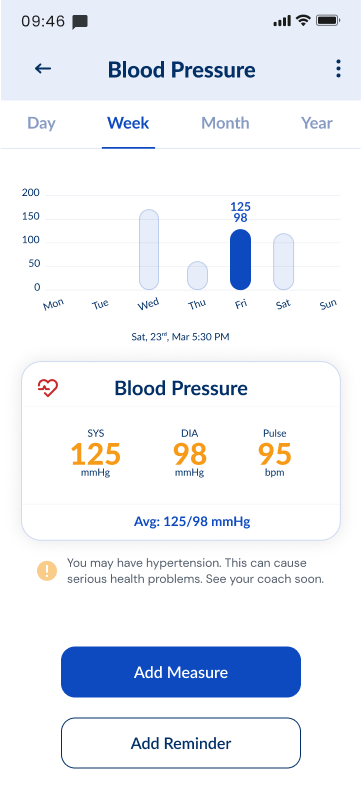 09:46
Blood Pressure
Day Week Month Year
200
150
100
50
0
125
98
Mon Tue Wed Thu Fri Sat Sun
Sat, 23rd, Mar 5:30 PM
Blood Pressure
SYS DIA Pulse
125 98 95
mmHg mmHg bpm
Avg: 125/98 mmHg
You may have hypertension. This can cause
serious health problems. See your coach soon.
Add Measure
Add Reminder